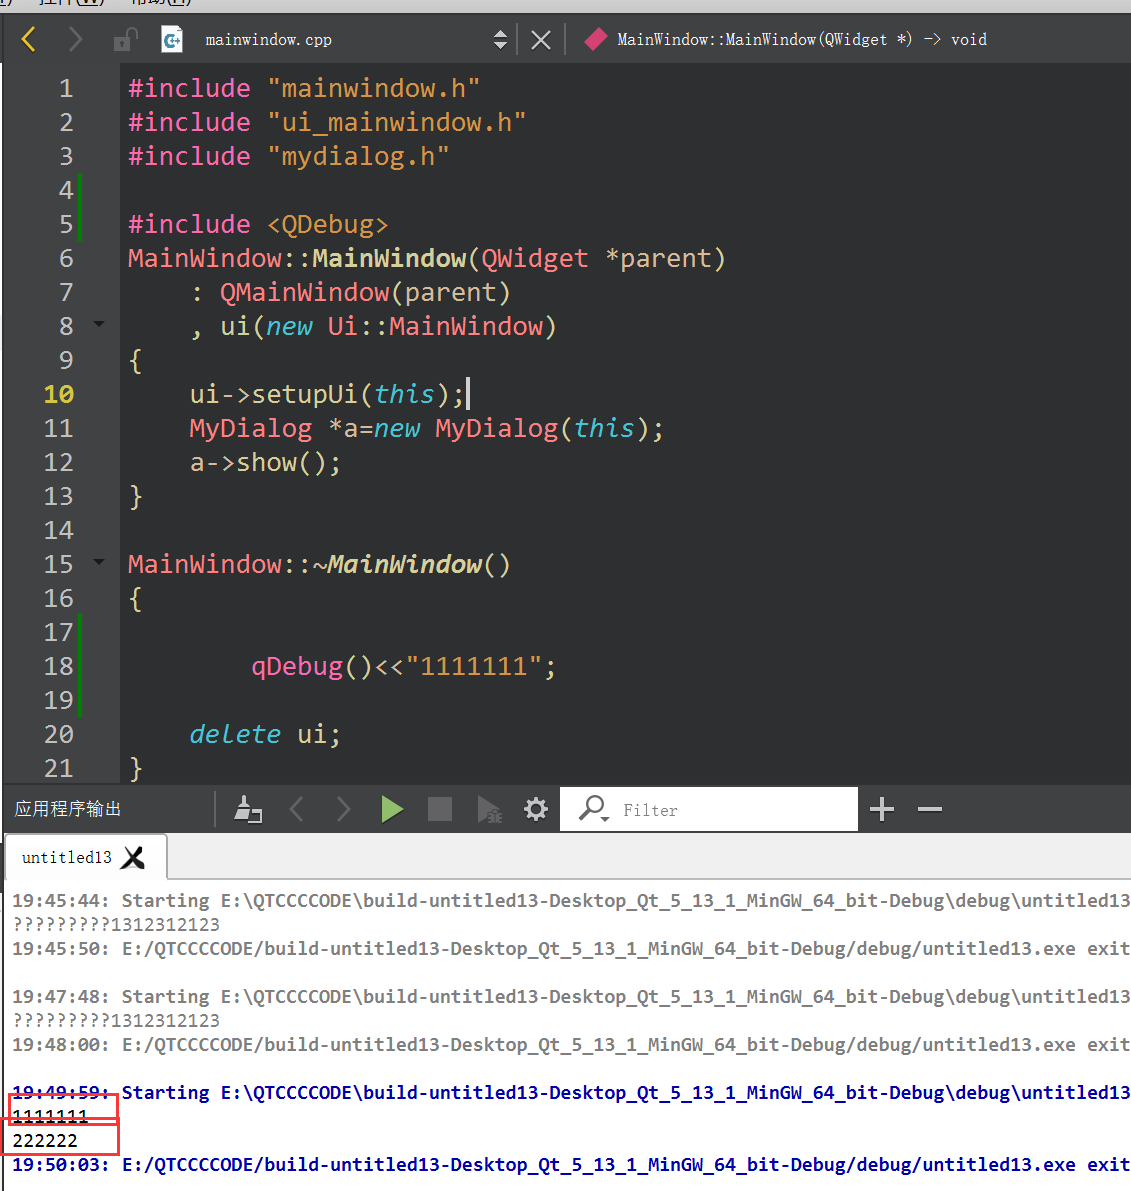 控件(W) 帮助(H)
mainwindow.cpp MainWindow::MainWindow(QWidget *) -> void
1 #include "mainwindow.h"
2 #include "ui_mainwindow.h"
3 #include "mydialog.h"
4
5 #include <QDebug>
6 MainWindow::MainWindow(QWidget *parent)
7 : QMainWindow(parent)
8 , ui(new Ui::MainWindow)
9 {
10 ui->setupUi(this);
11 MyDialog *a=new MyDialog(this);
12 a->show();
13 }
14
15 MainWindow::~MainWindow()
16 {
17
18 qDebug()<<"1111111";
19
20 delete ui;
21 }
应用程序输出 Filter
untitled13
19:45:44: Starting E:\QTCCCCODE\build-untitled13-Desktop_Qt_5_13_1_MinGW_64_bit-Debug\debug\untitled13
?????????1312312123
19:45:50: E:/QTCCCCODE/build-untitled13-Desktop_Qt_5_13_1_MinGW_64_bit-Debug/debug/untitled13.exe exit
19:47:48: Starting E:\QTCCCCODE\build-untitled13-Desktop_Qt_5_13_1_MinGW_64_bit-Debug\debug\untitled13
?????????1312312123
19:48:00: E:/QTCCCCODE/build-untitled13-Desktop_Qt_5_13_1_MinGW_64_bit-Debug/debug/untitled13.exe exit
19:49:59: Starting E:\QTCCCCODE\build-untitled13-Desktop_Qt_5_13_1_MinGW_64_bit-Debug\debug\untitled13
1111111
222222
19:50:03: E:/QTCCCCODE/build-untitled13-Desktop_Qt_5_13_1_MinGW_64_bit-Debug/debug/untitled13.exe exit